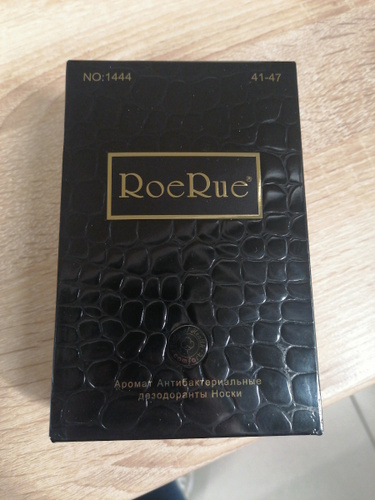 NO:1444 41-47
RoeRue®
Аромат Антибактериальные
дезодоранты Носки